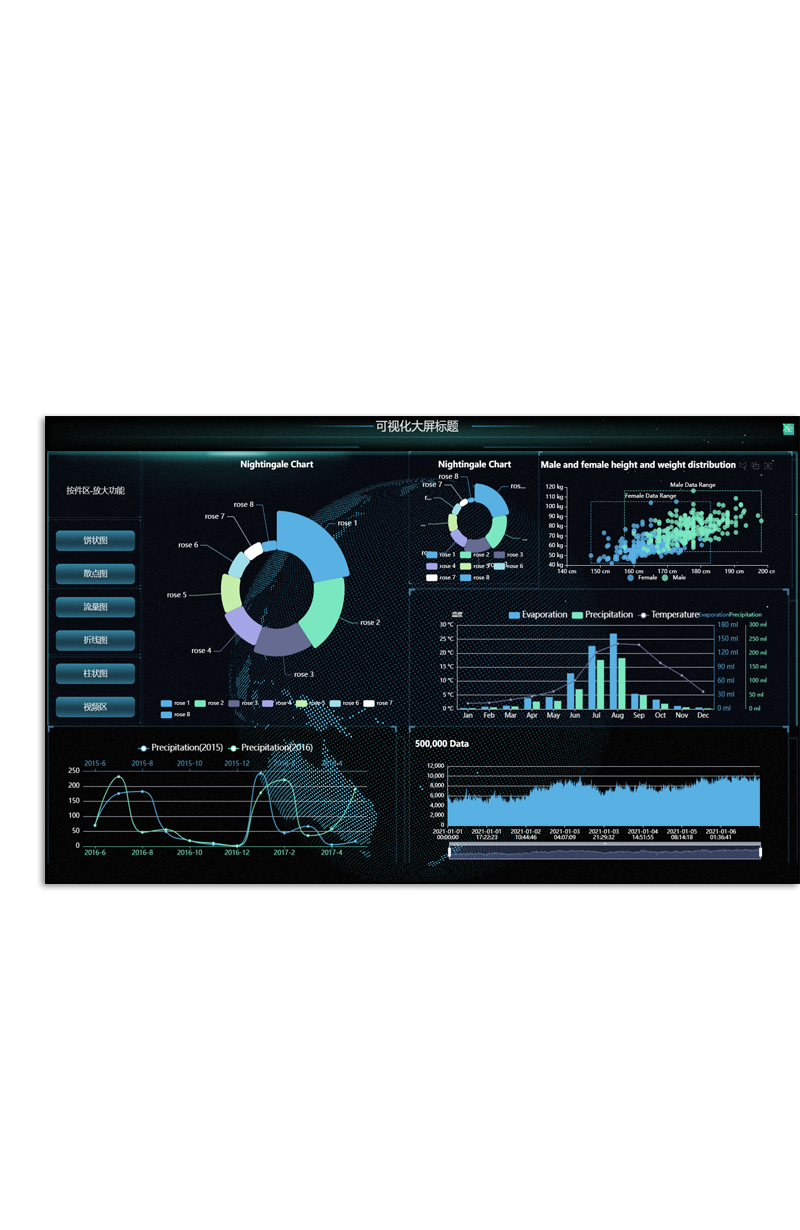 可视化大屏标题
按件区-放大功能
饼状图
散点图
流量图
折线图
柱状图
视频区
Nightingale Chart
rose 8
rose 1
rose 7
rose 6
rose 5
rose 2
rose 4
rose 3
rose 1 rose 2 rose 3 rose 4 rose 5 rose 6 rose 7
rose 8
Nightingale Chart
rose 8
rose 7
ros...
r...
...
...
rose 1 rose 2 rose 3
rose 4 rose 5 rose 6
rose 7 rose 8
Male and female height and weight distribution
Male Data Range
Female Data Range
120 kg
110 kg
100 kg
90 kg
80 kg
70 kg
60 kg
50 kg
40 kg
140 cm 150 cm 160 cm 170 cm 180 cm 190 cm 200 c
Female Male
Evaporation Precipitation Temperature Evaporation Precipitation
30 °C 180 ml 300 ml
25 °C 150 ml 250 ml
20 °C 120 ml 200 ml
15 °C 90 ml 150 ml
10 °C 60 ml 100 ml
5 °C 30 ml 50 ml
0 °C 0 ml 0 ml
Jan Feb Mar Apr May Jun Jul Aug Sep Oct Nov Dec
Precipitation(2015) Precipitation(2016)
2015-6 2015-8 2015-10 2015-12 2016-2 2016-4
250
200
150
100
50
0
2016-6 2016-8 2016-10 2016-12 2017-2 2017-4
500,000 Data
12,000
10,000
8,000
6,000
4,000
2,000
0
2021-01-01 2021-01-01 2021-01-02 2021-01-03 2021-01-03 2021-01-04 2021-01-05 2021-01-06
00:00:00 17:22:23 10:44:46 04:07:09 21:29:32 14:51:55 08:14:18 01:36:41